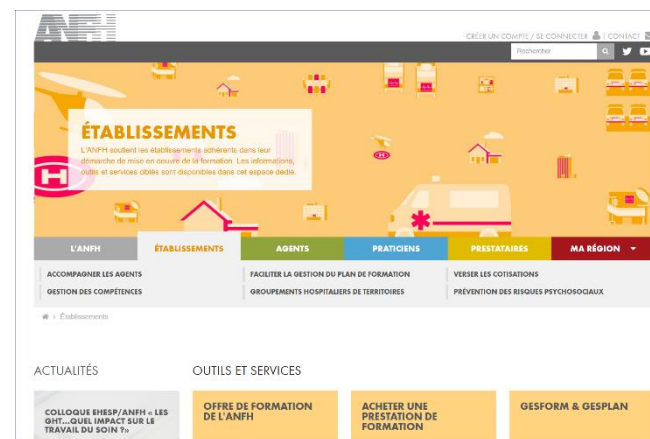 ANFH
CRÉER UN COMPTE / SE CONNECTER | CONTACT
Rechercher
ÉTABLISSEMENTS
L'ANFH soutient les établissements adhérents dans leur
démarche de mise en oeuvre de la formation. Les informations,
outils et services ciblés sont disponibles dans cet espace dédié.
H
H
L'ANFH ÉTABLISSEMENTS AGENTS PRATICIENS PRESTATAIRES MA RÉGION
ACCOMPAGNER LES AGENTS FACILITER LA GESTION DU PLAN DE FORMATION VERSER LES COTISATIONS
GESTION DES COMPÉTENCES GROUPEMENTS HOSPITALIERS DE TERRITOIRES PRÉVENTION DES RISQUES PSYCHOSOCIAUX
> Établissements
ACTUALITÉS OUTILS ET SERVICES
COLLOQUE EHESP/ANFH « LES
GHT...QUEL IMPACT SUR LE
TRAVAIL DU SOIN ?»
OFFRE DE FORMATION
DE L'ANFH
ACHETER UNE
PRESTATION DE
FORMATION
GESFORM & GESPLAN